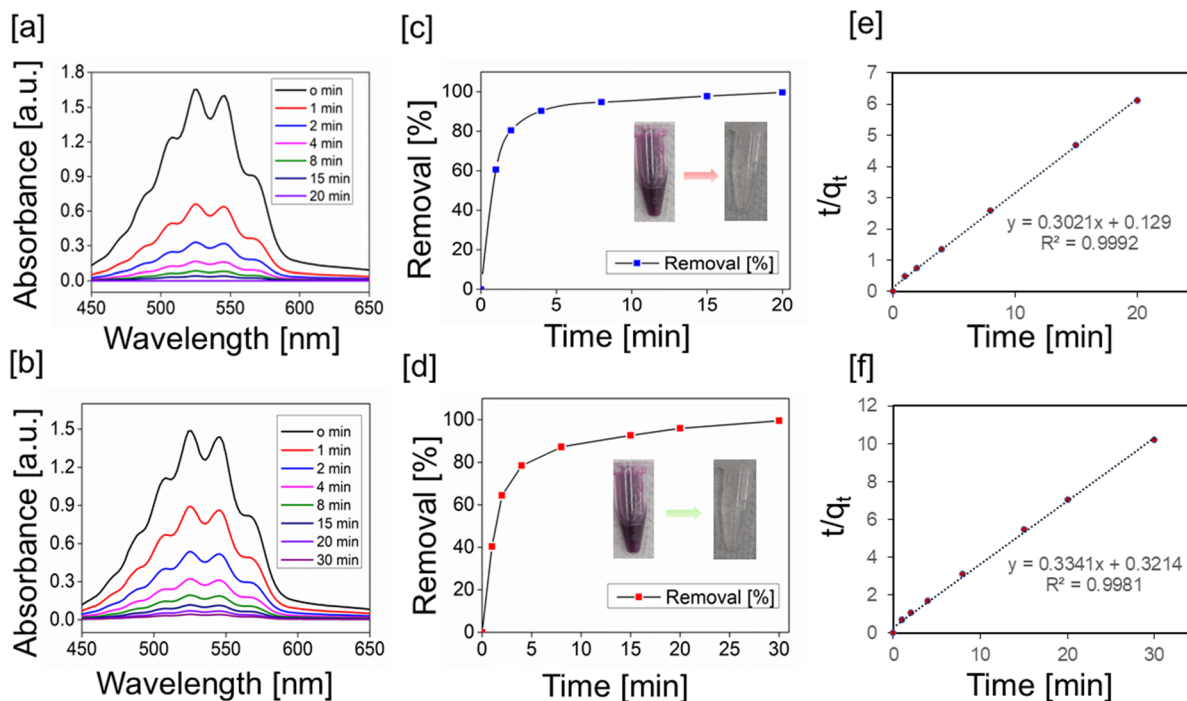 [a]
Absorbance [a.u.]
1.8
1.5
1.2
0.9
0.6
0.3
0.0
o min
1 min
2 min
4 min
8 min
15 min
20 min
450 500 550 600 650
Wavelength [nm]
[c]
Removal [%]
100
80
60
40
20
0
Removal [%]
0 5 10 15 20
Time [min]
[e]
t/qt
7
6
5
4
3
2
1
0
y = 0.3021x + 0.129
R² = 0.9992
0 10 20
Time [min]
[b]
Absorbance [a.u.]
1.5
1.2
0.9
0.6
0.3
0.0
o min
1 min
2 min
4 min
8 min
15 min
20 min
30 min
450 500 550 600 650
Wavelength [nm]
[d]
Removal [%]
100
80
60
40
20
0
Removal [%]
0 5 10 15 20 25 30
Time [min]
[f]
t/qt
12
10
8
6
4
2
0
y = 0.3341x + 0.3214
R² = 0.9981
0 10 20 30
Time [min]